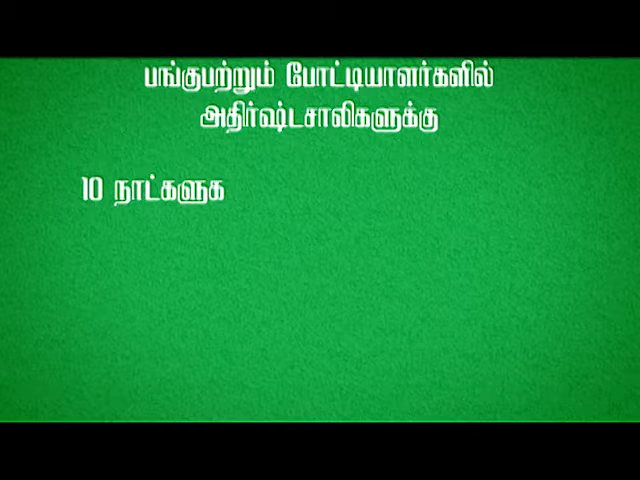 பங்குபற்றும் போட்டியாளர்களில்
அதிர்ஷ்டசாலிகளுக்கு
10 நாட்களுக